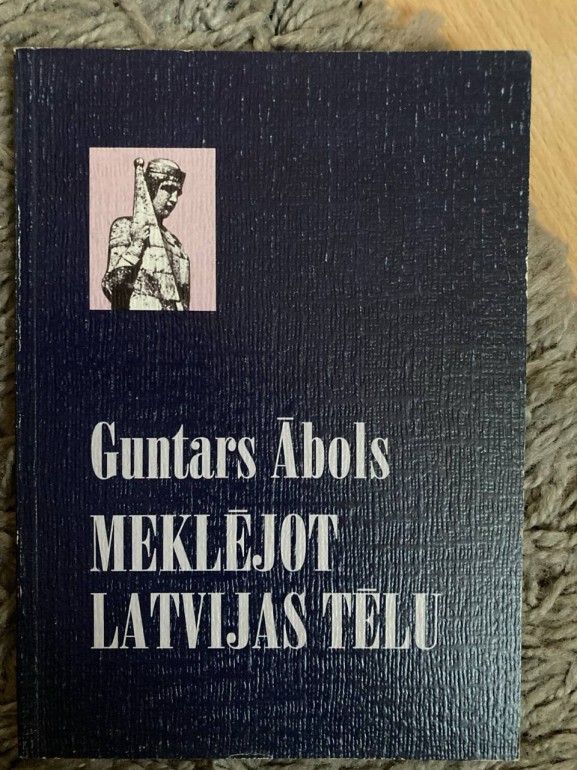 Guntars Ābols
MEKLĒJOT
LATVIJAS TĒLU